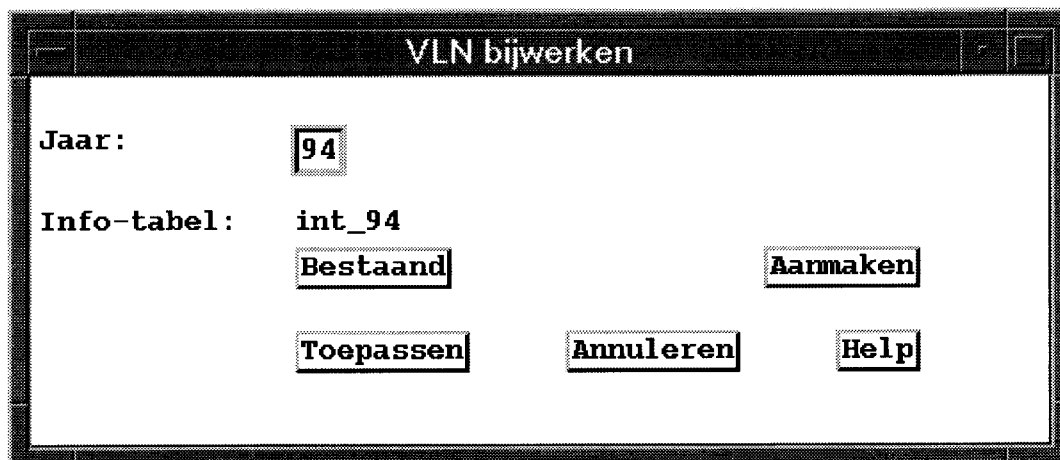 VLN bijwerken
Jaar: 94
Info-tabel: int_94
Bestaand Aanmaken
Toepassen Annuleren Help